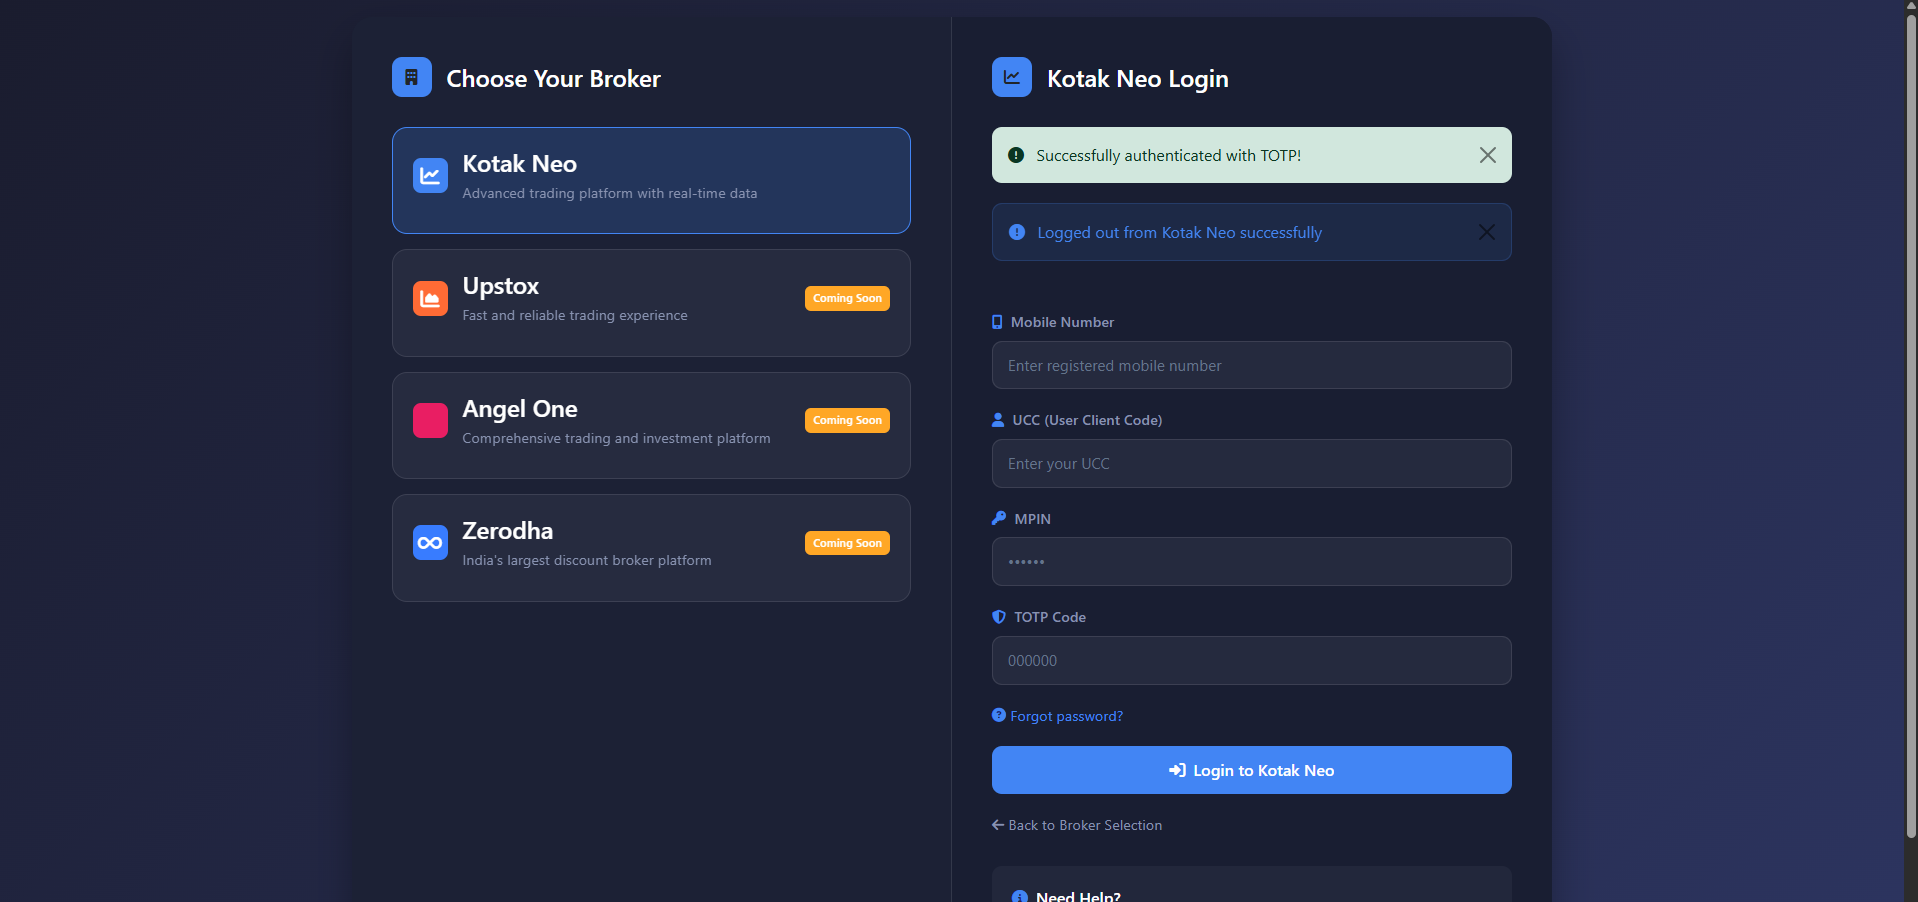 Choose Your Broker
Kotak Neo
Advanced trading platform with real-time data
Upstox
Fast and reliable trading experience
Coming Soon
Angel One
Comprehensive trading and investment platform
Coming Soon
Zerodha
India's largest discount broker platform
Coming Soon
Kotak Neo Login
Successfully authenticated with TOTP!
Logged out from Kotak Neo successfully
Mobile Number
Enter registered mobile number
UCC (User Client Code)
Enter your UCC
MPIN
••••••
TOTP Code
000000
Forgot password?
Login to Kotak Neo
Back to Broker Selection
Need Help?